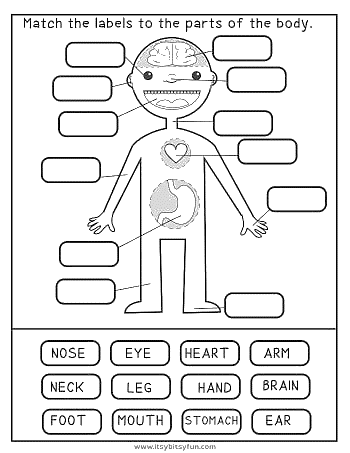 Match the labels to the parts of the body.
NOSE EYE HEART ARM
NECK LEG HAND BRAIN
FOOT MOUTH STOMACH EAR
www.itsybitsyfun.com